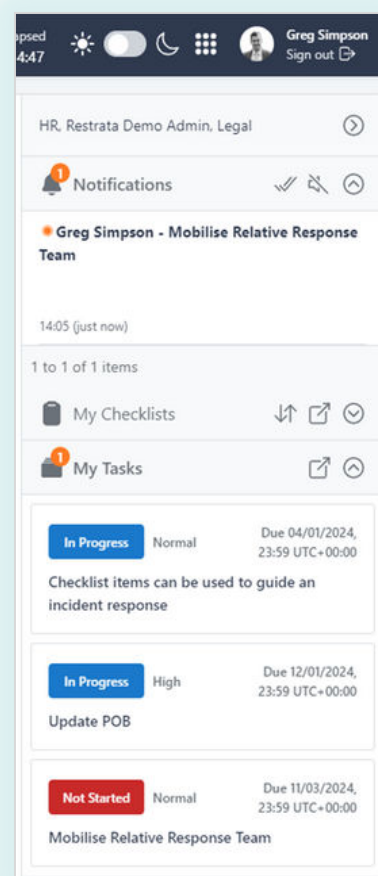 apsed
4:47
Greg Simpson
Sign out
HR, Restrata Demo Admin, Legal
1
Notifications
Greg Simpson - Mobilise Relative Response
Team
14:05 (just now)
1 to 1 of 1 items
My Checklists
1
My Tasks
In Progress Normal Due 04/01/2024,
23:59 UTC+00:00
Checklist items can be used to guide an
incident response
In Progress High Due 12/01/2024,
23:59 UTC+00:00
Update POB
Not Started Normal Due 11/03/2024,
23:59 UTC+00:00
Mobilise Relative Response Team